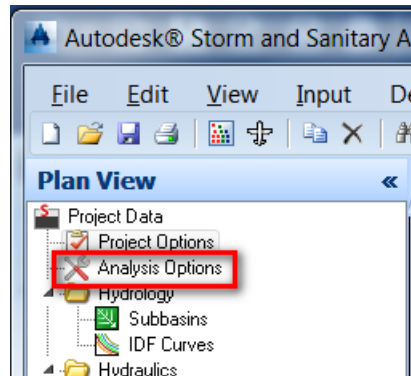 Autodesk® Storm and Sanitary A
File Edit View Input De
Plan View «
Project Data
Project Options
Analysis Options
Hydrology
Subbasins
IDF Curves
Hydraulics